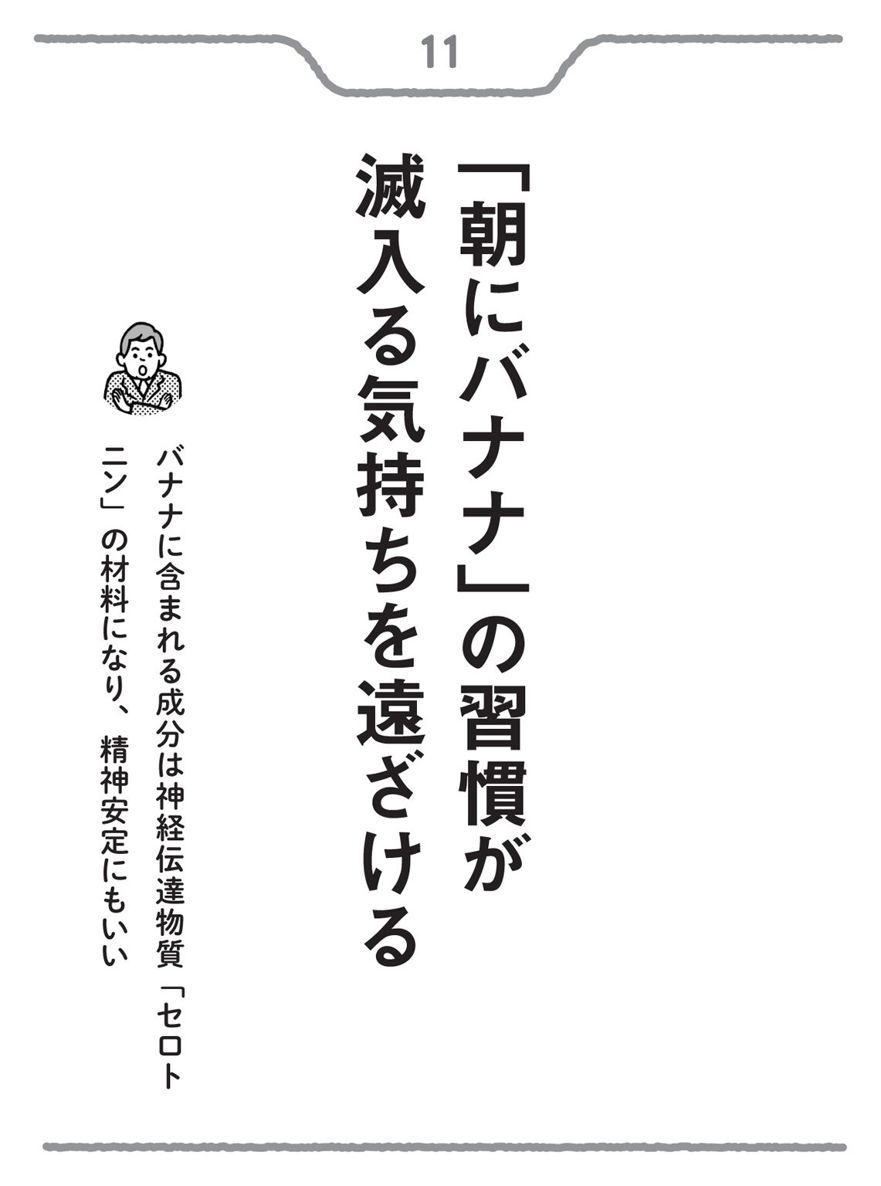 11
「朝にバナナ」の習慣が
滅入る気持ちを遠ざける
バナナに含まれる成分は神経伝達物質「セロト
ニン」の材料になり、精神安定にもいい